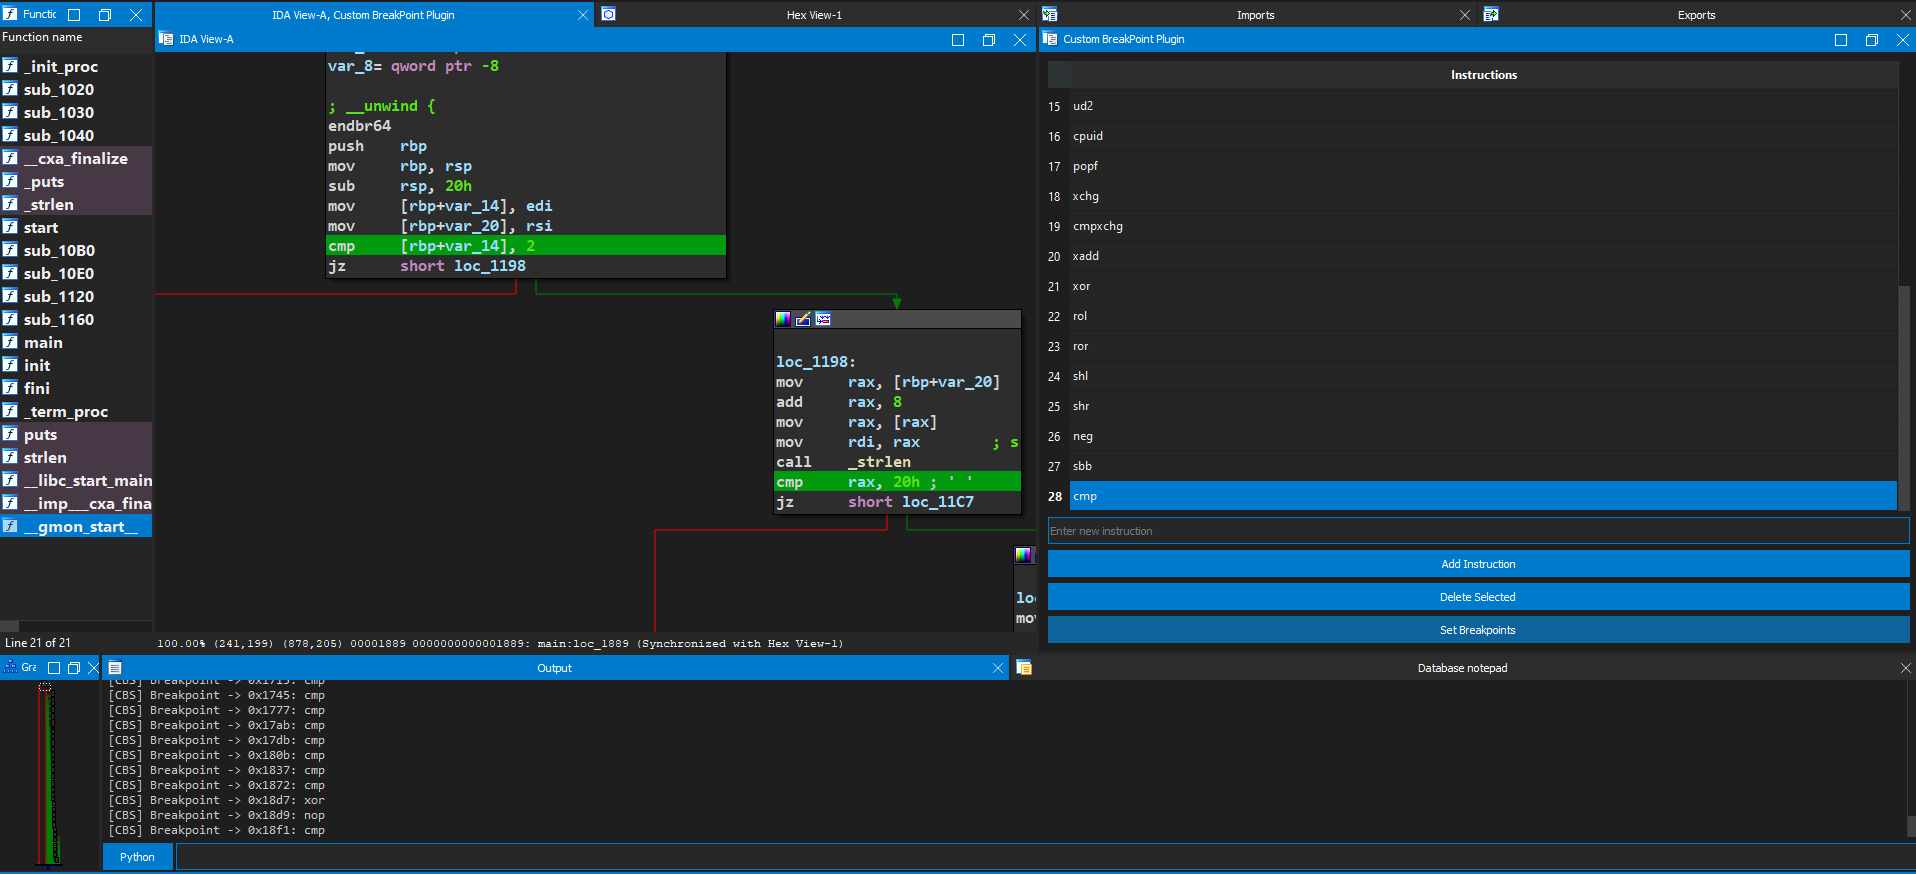 Functic
IDA View-A, Custom BreakPoint Plugin
Hex View-1
Imports
Exports
Function name
IDA View-A
Custom BreakPoint Plugin
_init_proc
sub_1020
sub_1030
sub_1040
__cxa_finalize
_puts
_strlen
start
sub_10B0
sub_10E0
sub_1120
sub_1160
main
init
fini
_term_proc
puts
strlen
__libc_start_main
__imp___cxa_fina
__gmon_start__
Line 21 of 21
var_8= qword ptr -8
; __unwind {
endbr64
push rbp
mov rbp, rsp
sub rsp, 20h
mov [rbp+var_14], edi
mov [rbp+var_20], rsi
cmp [rbp+var_14], 2
jz short loc_1198
loc_1198:
mov rax, [rbp+var_20]
add rax, 8
mov rax, [rax]
mov rdi, rax ; s
call _strlen
cmp rax, 20h ; ' '
jz short loc_11C7
loc
mov
100.00% (241,199) (878,205) 00001889 0000000000001889: main:loc_1889 (Synchronized with Hex View-1)
Instructions
15 ud2
16 cpuid
17 popf
18 xchg
19 cmpxchg
20 xadd
21 xor
22 rol
23 ror
24 shl
25 shr
26 neg
27 sbb
28 cmp
Enter new instruction
Add Instruction
Delete Selected
Set Breakpoints
Gra
Output
Database notepad
[CBS] Breakpoint -> 0x1713: cmp
[CBS] Breakpoint -> 0x1745: cmp
[CBS] Breakpoint -> 0x1777: cmp
[CBS] Breakpoint -> 0x17ab: cmp
[CBS] Breakpoint -> 0x17db: cmp
[CBS] Breakpoint -> 0x180b: cmp
[CBS] Breakpoint -> 0x1837: cmp
[CBS] Breakpoint -> 0x1872: cmp
[CBS] Breakpoint -> 0x18d7: xor
[CBS] Breakpoint -> 0x18d9: nop
[CBS] Breakpoint -> 0x18f1: cmp
Python